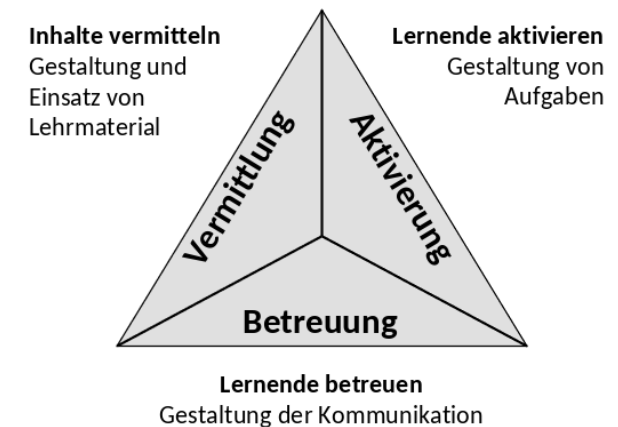 Inhalte vermitteln
Gestaltung und
Einsatz von
Lehrmaterial
Lernende aktivieren
Gestaltung von
Aufgaben
Vermittlung
Aktivierung
Betreuung
Lernende betreuen
Gestaltung der Kommunikation